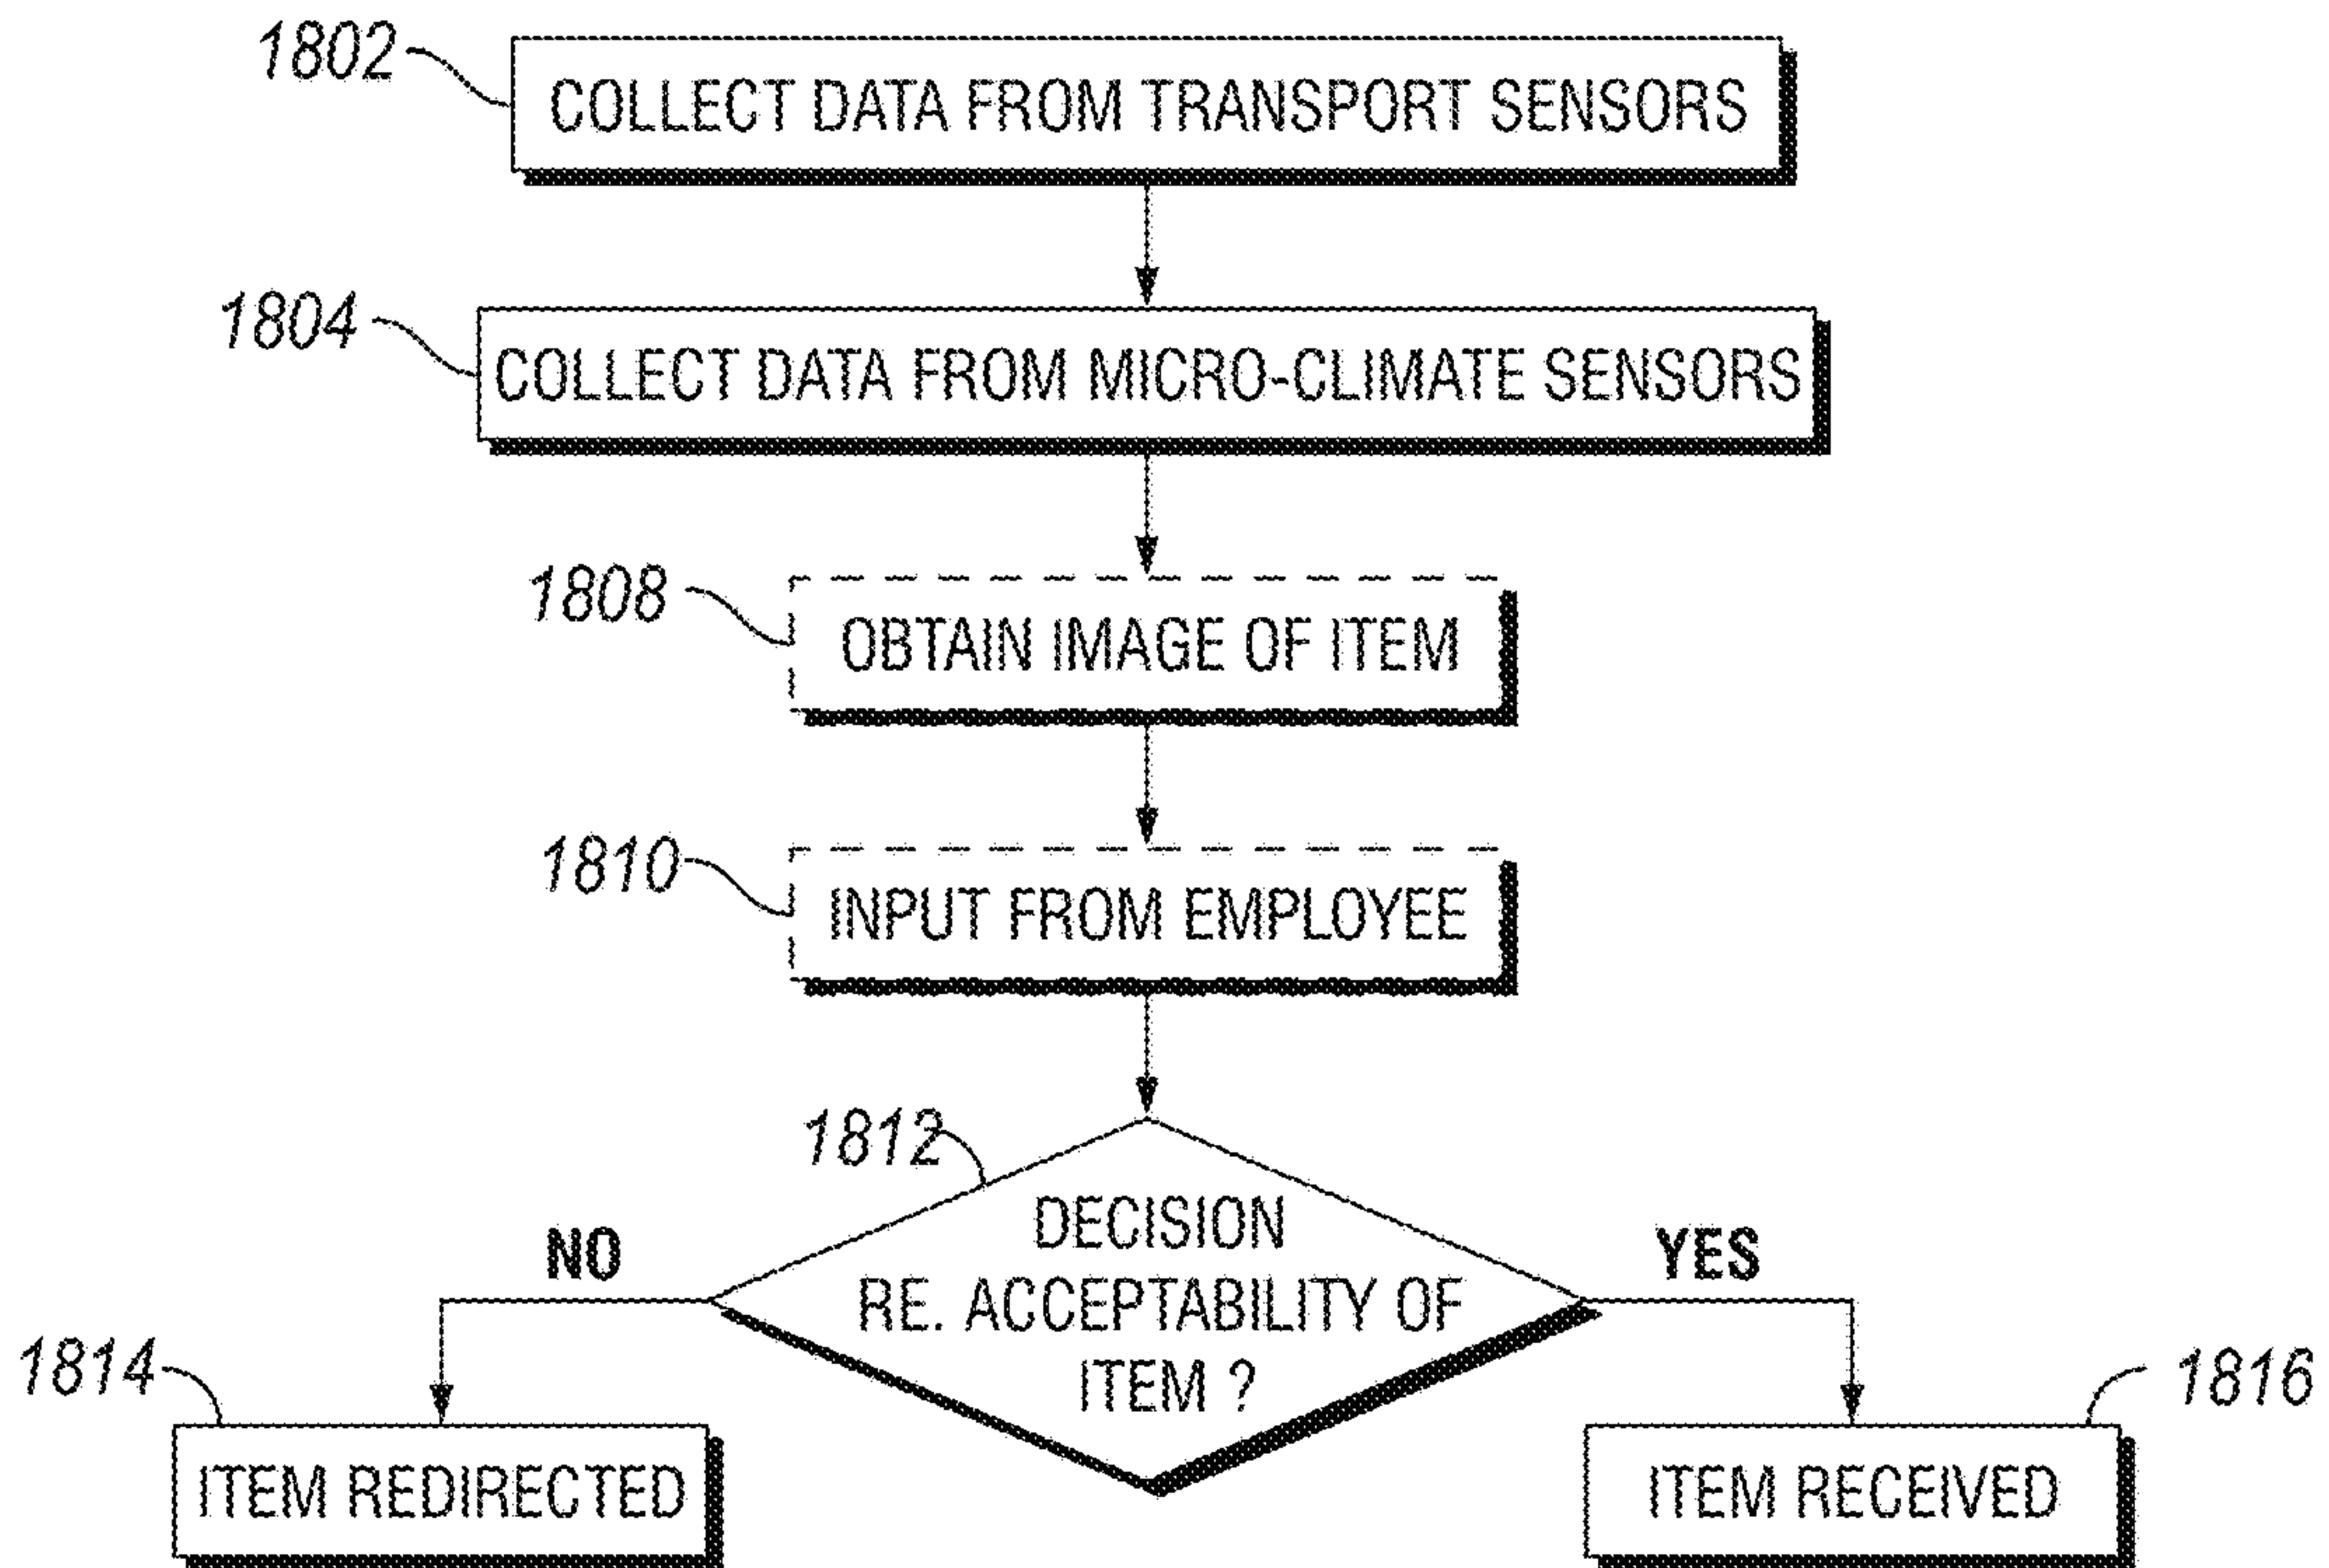 1802
COLLECT DATA FROM TRANSPORT SENSORS
1804
COLLECT DATA FROM MICRO-CLIMATE SENSORS
1808
OBTAIN IMAGE OF ITEM
1810
INPUT FROM EMPLOYEE
1812
DECISION
RE. ACCEPTABILITY OF
ITEM ?
NO
YES
1814
ITEM REDIRECTED
1816
ITEM RECEIVED